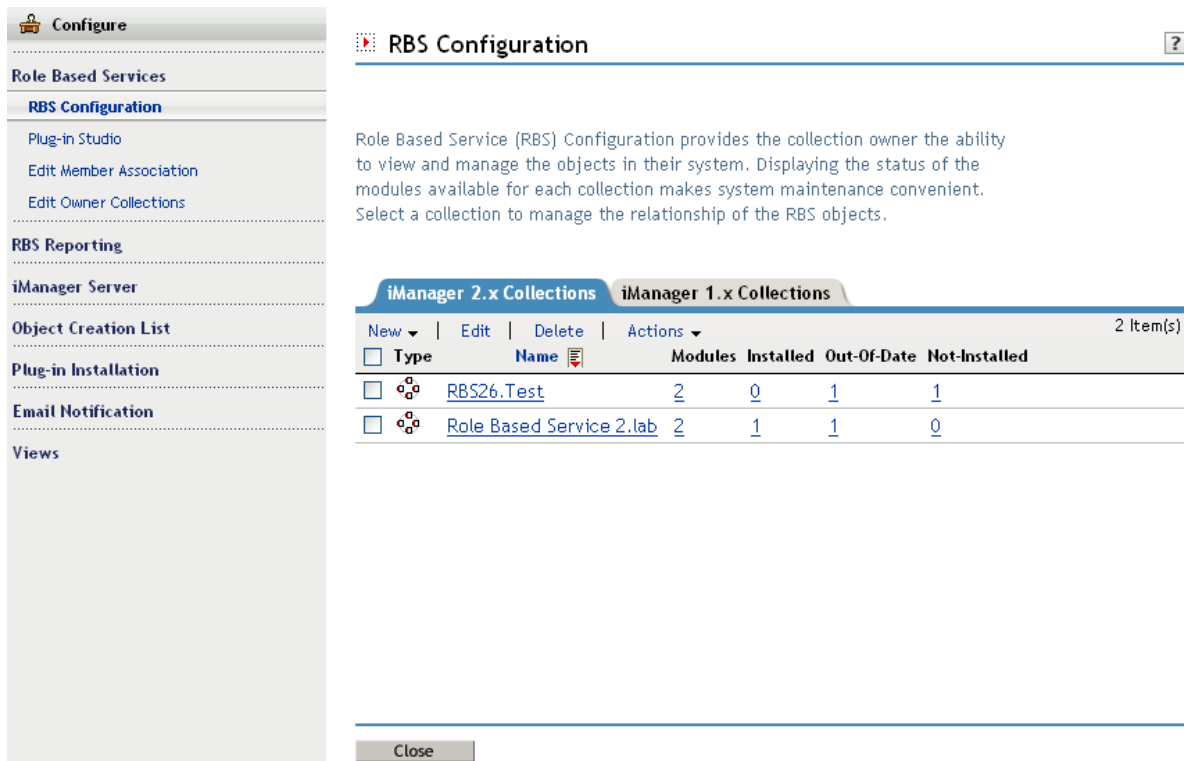 Configure
Role Based Services
RBS Configuration
Plug-in Studio
Edit Member Association
Edit Owner Collections
RBS Reporting
iManager Server
Object Creation List
Plug-in Installation
Email Notification
Views
RBS Configuration
?
Role Based Service (RBS) Configuration provides the collection owner the ability
to view and manage the objects in their system. Displaying the status of the
modules available for each collection makes system maintenance convenient.
Select a collection to manage the relationship of the RBS objects.
iManager 2.x Collections iManager 1.x Collections
New | Edit | Delete | Actions 2 Item(s)
Type Name Modules Installed Out-Of-Date Not-Installed
RBS26.Test 2 0 1 1
Role Based Service 2.lab 2 1 1 0
Close